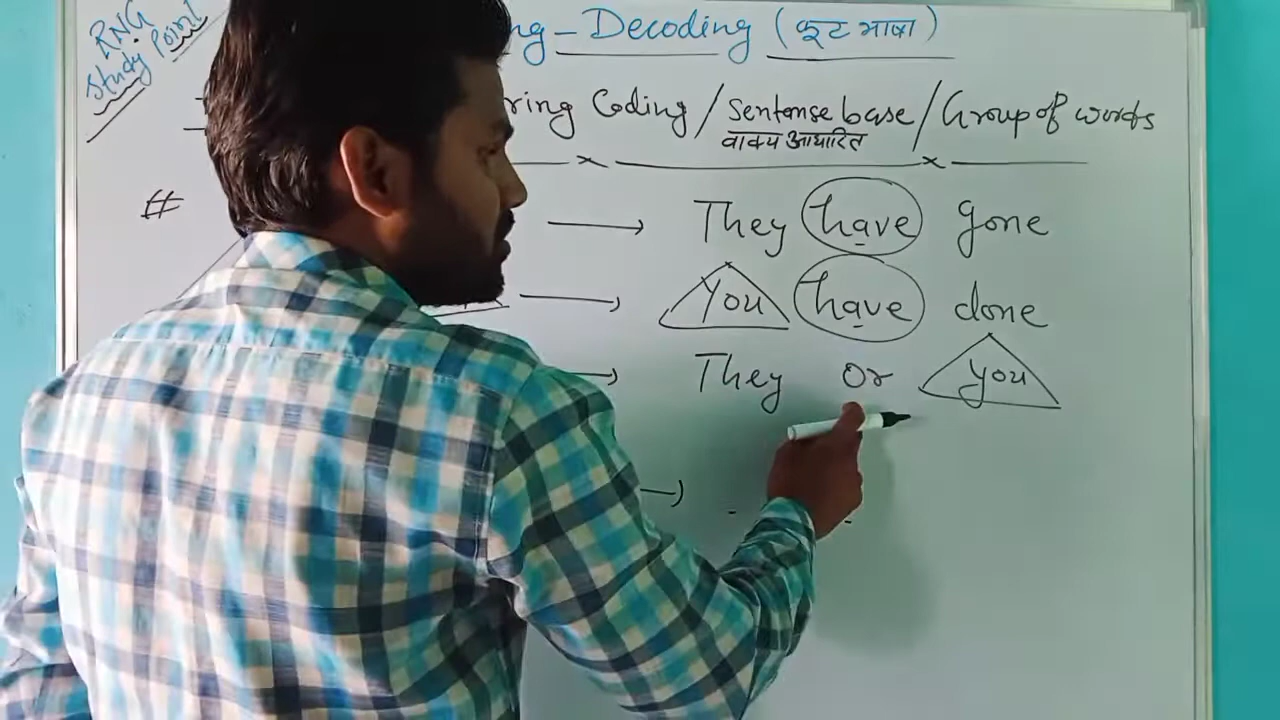 RNG
Study Point
ng - Decoding (कूट भाषा)
ring Coding / Sentense base / Group of words
वाक्य आधारित
# → They have gone
→ You have done
→ They or you
→